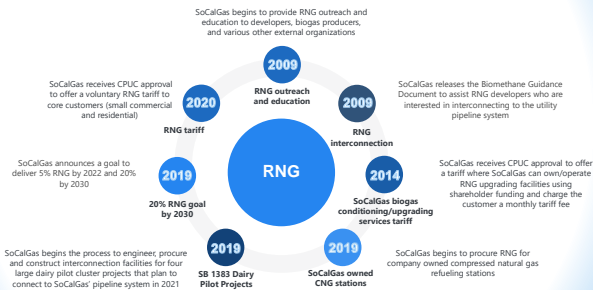 SoCalGas begins to provide RNG outreach and
education to developers, biogas producers,
and various other external organizations
2009
RNG outreach
and education
SoCalGas releases the Biomethane Guidance
Document to assist RNG developers who are
interested in interconnecting to the utility
pipeline system
2009
RNG
interconnection
SoCalGas receives CPUC approval to offer
a tariff where SoCalGas can own/operate
RNG upgrading facilities using
shareholder funding and charge the
customer a monthly tariff fee
2014
SoCalGas biogas
conditioning/upgrading
services tariff
SoCalGas begins to procure RNG for
company owned compressed natural gas
refueling stations
2019
SoCalGas owned
CNG stations
2019
SB 1383 Dairy
Pilot Projects
SoCalGas begins the process to engineer, procure
and construct interconnection facilities for four
large dairy pilot cluster projects that plan to
connect to SoCalGas' pipeline system in 2021
2019
20% RNG goal
by 2030
SoCalGas announces a goal to
deliver 5% RNG by 2022 and 20%
by 2030
2020
RNG tariff
SoCalGas receives CPUC approval
to offer a voluntary RNG tariff to
core customers (small commercial
and residential)
RNG